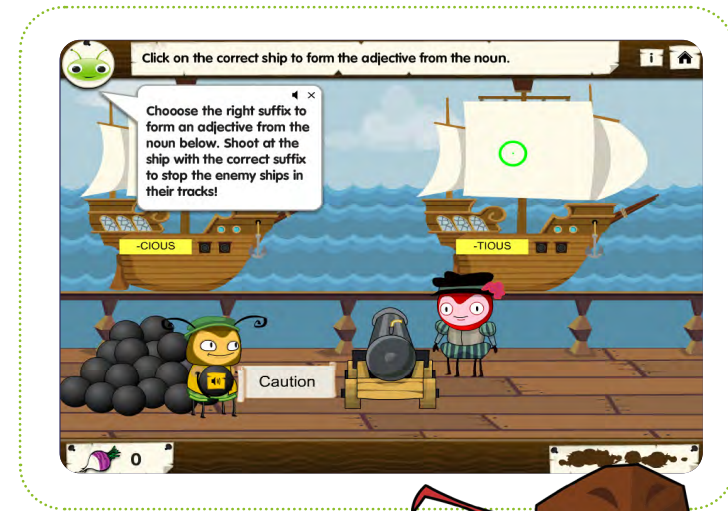 Click on the correct ship to form the adjective from the noun.
i
Chooose the right suffix to
form an adjective from the
noun below. Shoot at the
ship with the correct suffix
to stop the enemy ships in
their tracks!
-CIOUS
-TIOUS
Caution
0